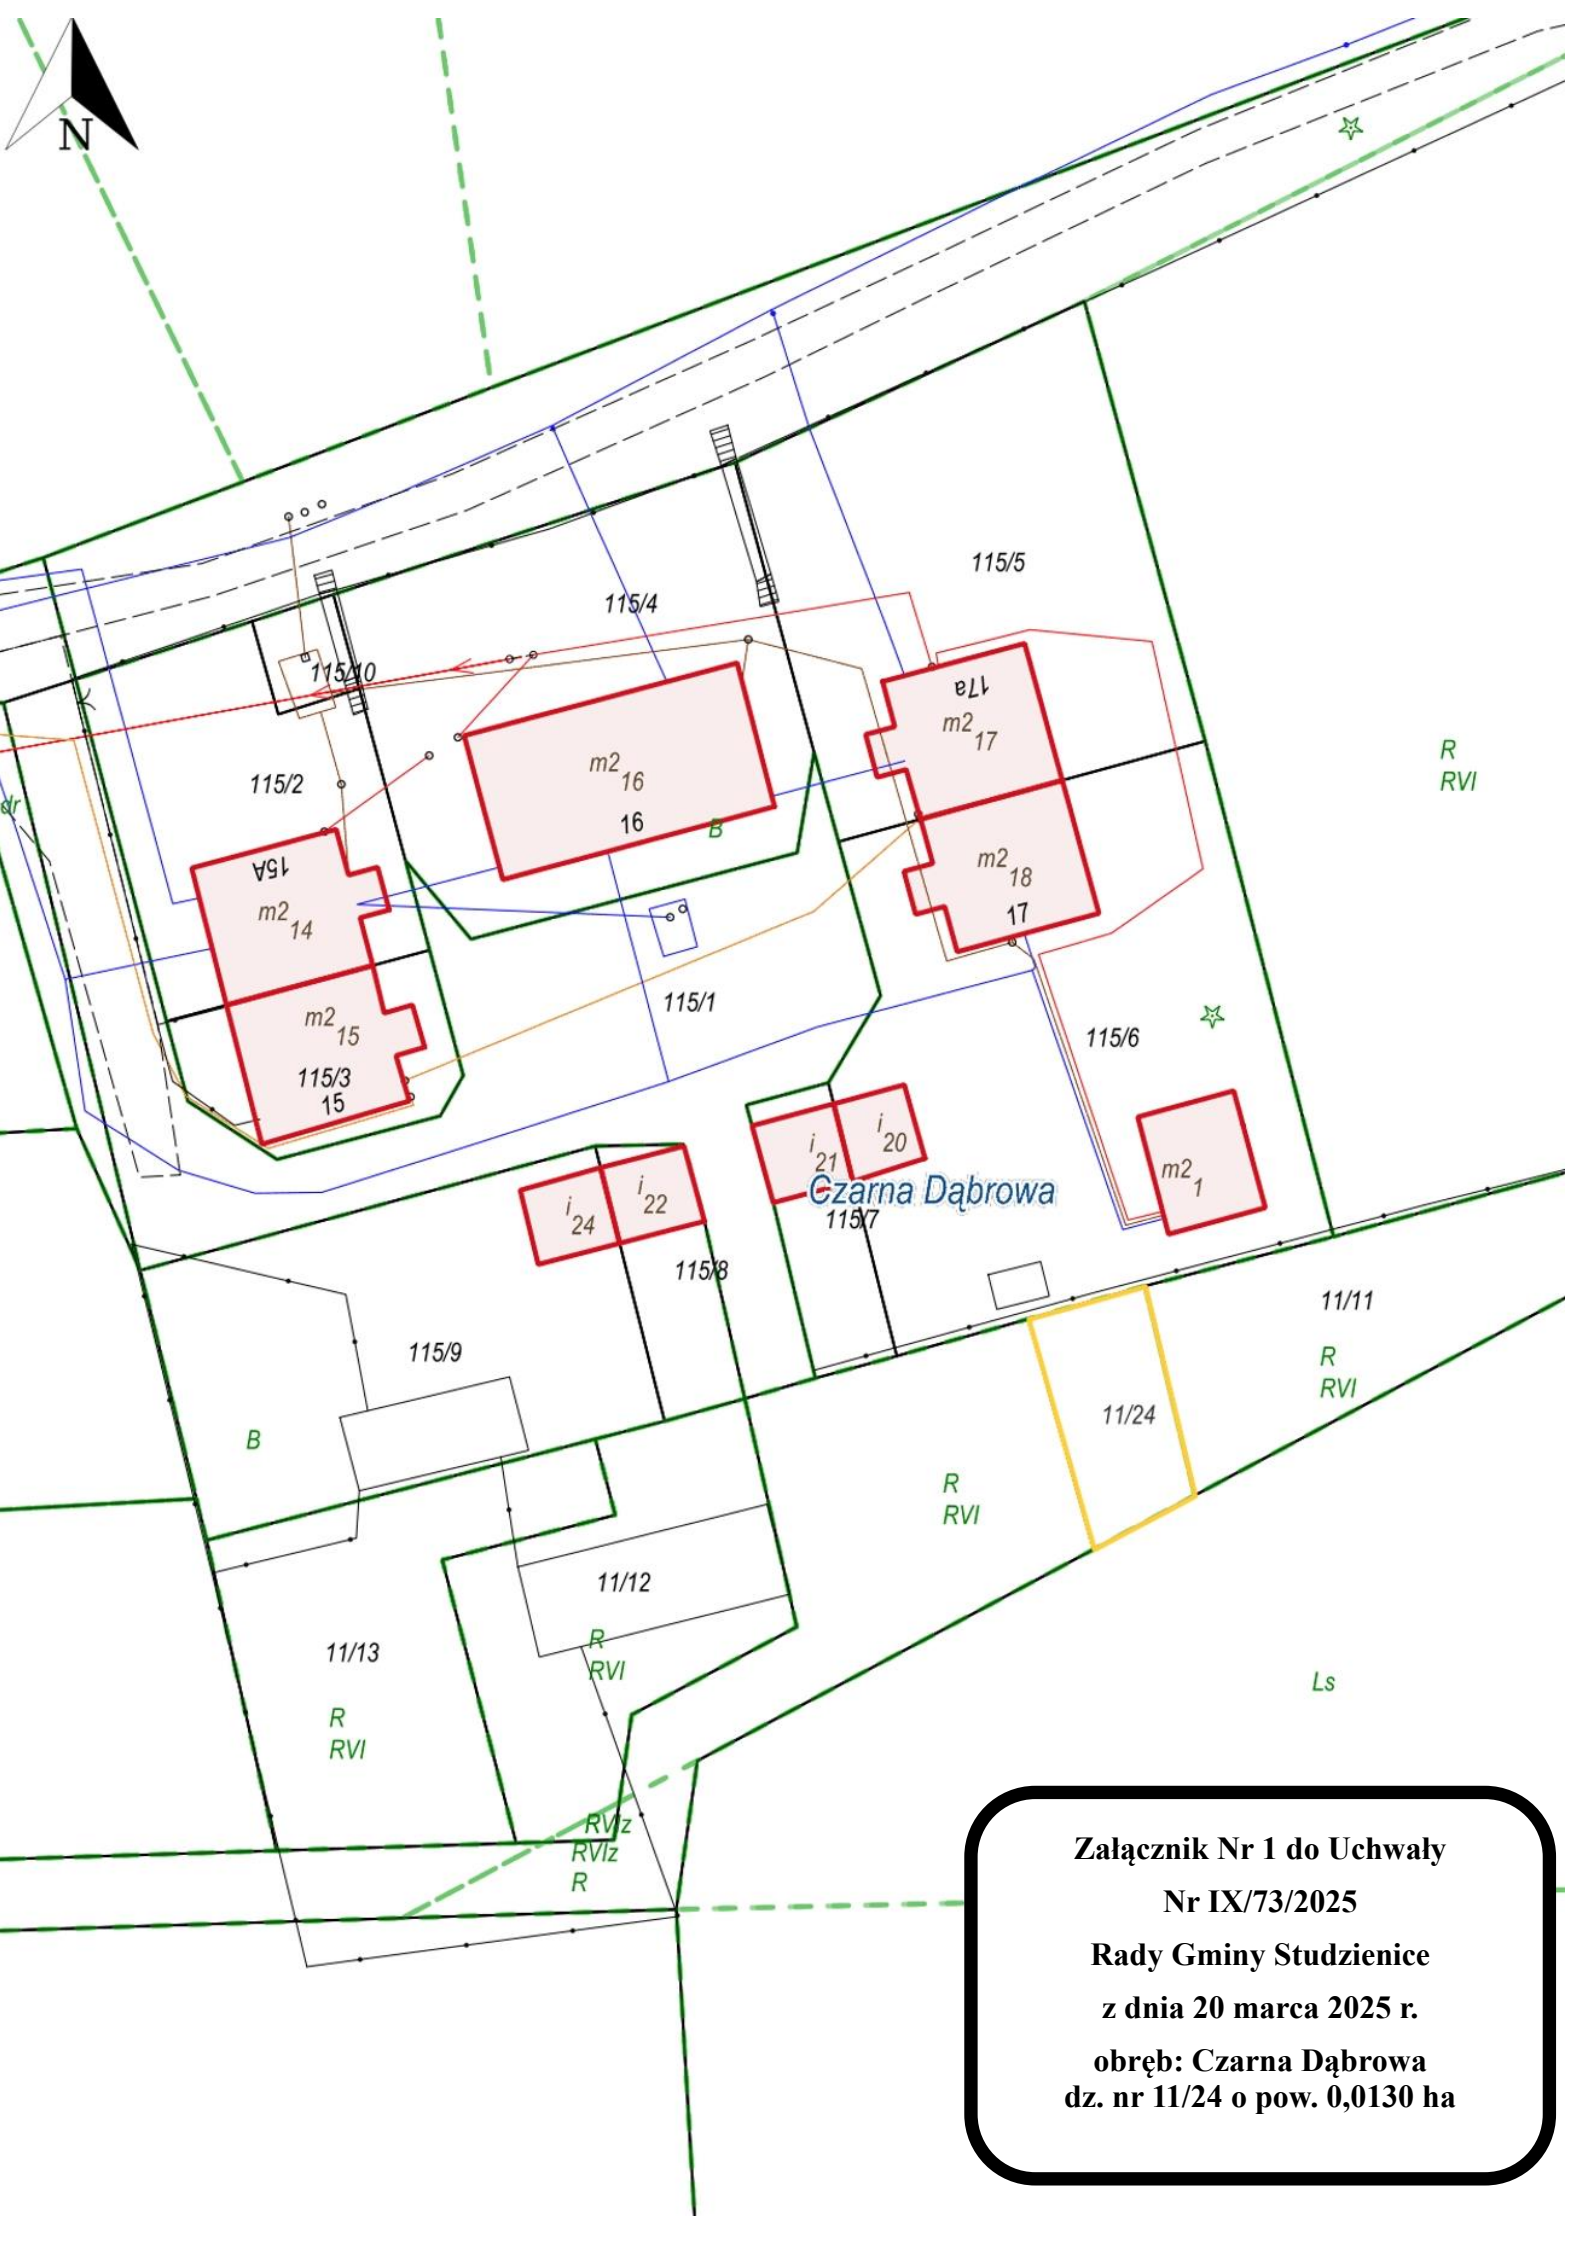 N
115/5
115/4
115/10
17a
m2
17
R
RVI
m2
16
16
B
115/2
dr
15A
m2
14
m2
18
17
115/1
m2
15
115/3
15
115/6
i
20
i
21
Czarna Dąbrowa
115/7
m2
1
i
22
i
24
115/8
115/9
11/11
R
RVI
11/24
B
R
RVI
11/12
R
RVI
11/13
R
RVI
Ls
RVIz
RVIz
R
Załącznik Nr 1 do Uchwały
Nr IX/73/2025
Rady Gminy Studzienice
z dnia 20 marca 2025 r.
obręb: Czarna Dąbrowa
dz. nr 11/24 o pow. 0,0130 ha